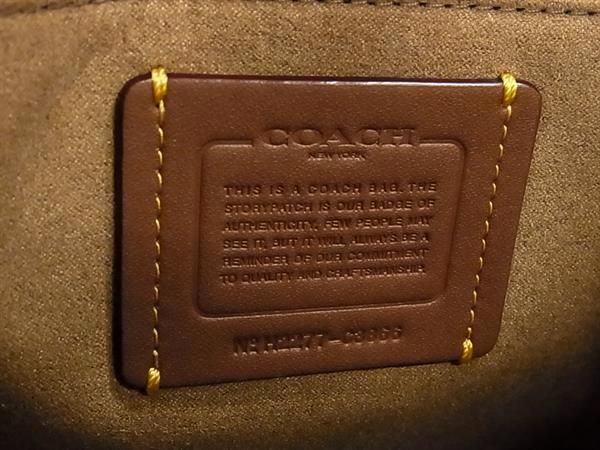 COACH
NEW YORK
THIS IS A COACH BAG. THE
STORYPATCH IS OUR BADGE OF
AUTHENTICITY. FEW PEOPLE MAY
SEE IT, BUT IT WILL ALWAYS BE A
REMINDER OF OUR COMMITMENT
TO QUALITY AND CRAFTSMANSHIP.